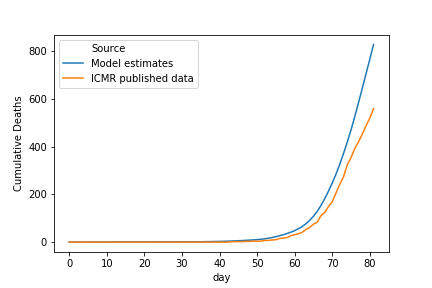 Source
Model estimates
ICMR published data
Cumulative Deaths
800
600
400
200
0
0 10 20 30 40 50 60 70 80
day